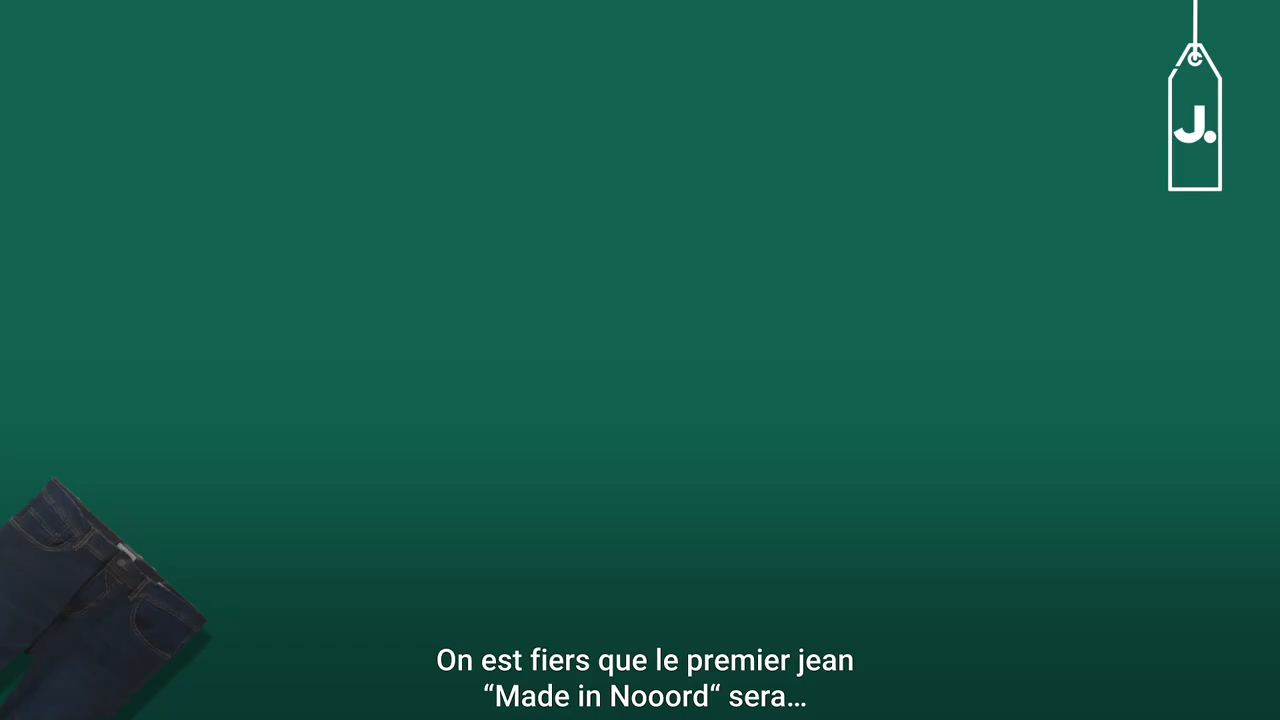 J.
On est fiers que le premier jean
“Made in Nooord“ sera…